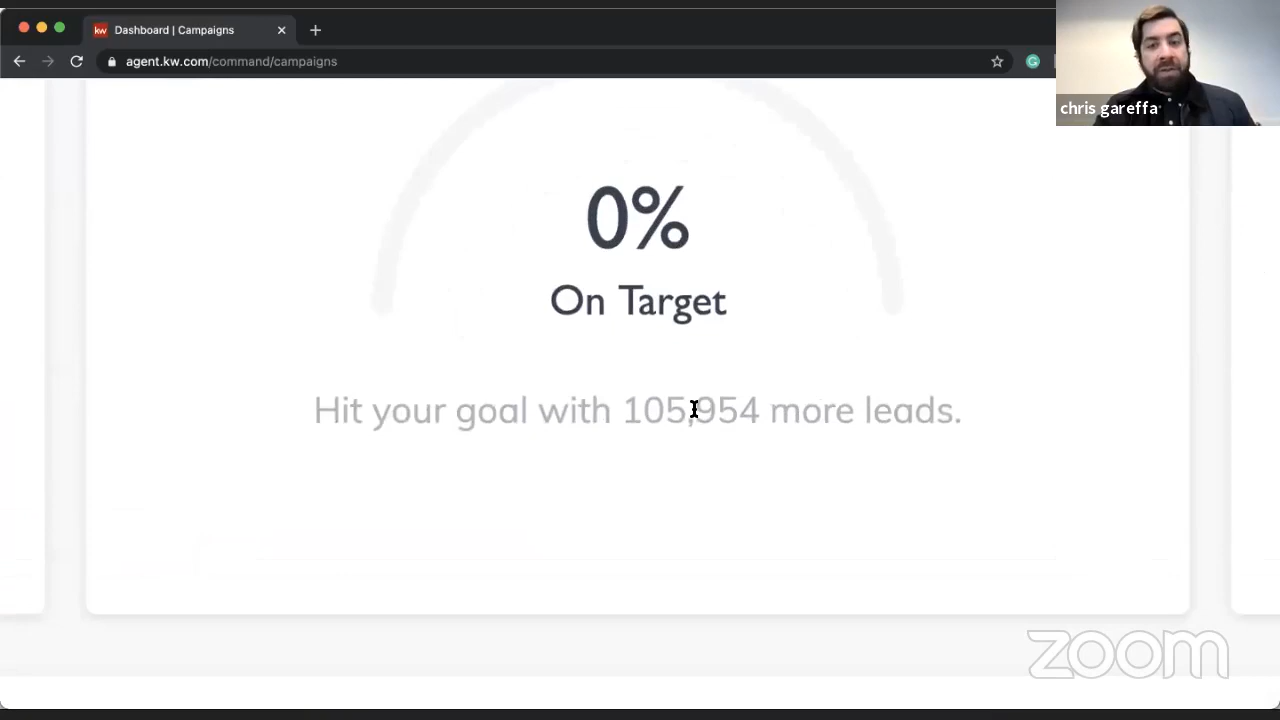 kw Dashboard | Campaigns
agent.kw.com/command/campaigns
G
chris gareffa
0%
On Target
Hit your goal with 105,954 more leads.
zoom